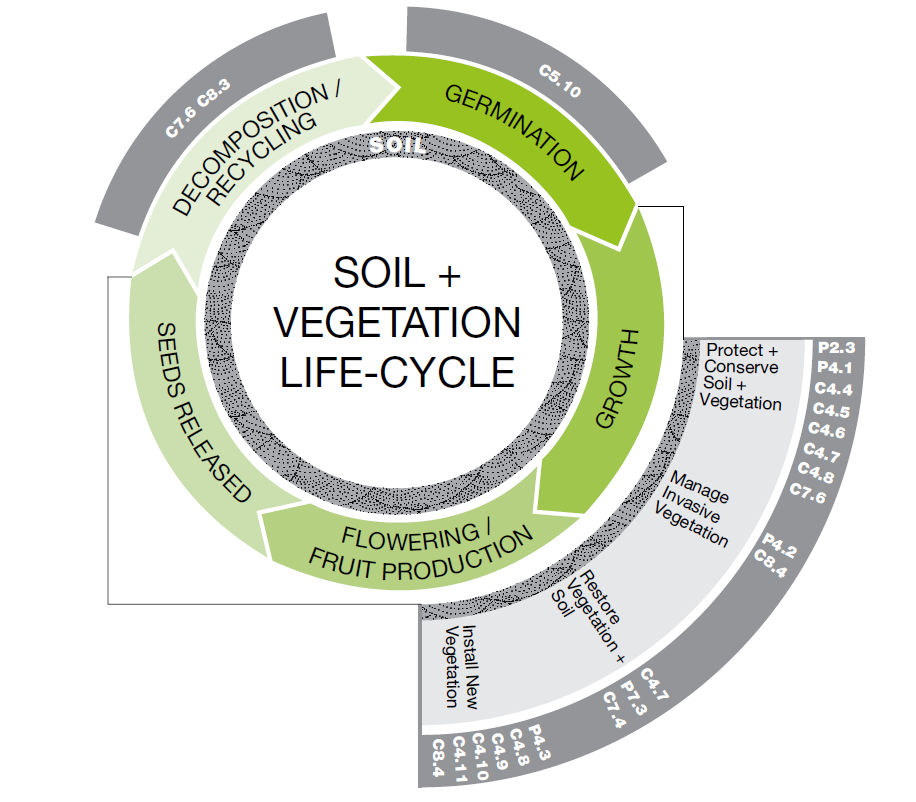 C7.6 C8.3
C5.10
DECOMPOSITION /
RECYCLING
GERMINATION
SOIL
SOIL +
VEGETATION
LIFE-CYCLE
SEEDS RELEASED
GROWTH
FLOWERING /
FRUIT PRODUCTION
Protect +
Conserve
Soil +
Vegetation
P2.3
P4.1
C4.4
C4.5
C4.6
C4.7
C4.8
C7.6
Manage
Invasive
Vegetation
P4.2
C8.4
Restore
Vegetation +
Soil
C4.7
P7.3
C7.4
Install New
Vegetation
P4.3
C4.8
C4.9
C4.10
C4.11
C8.4